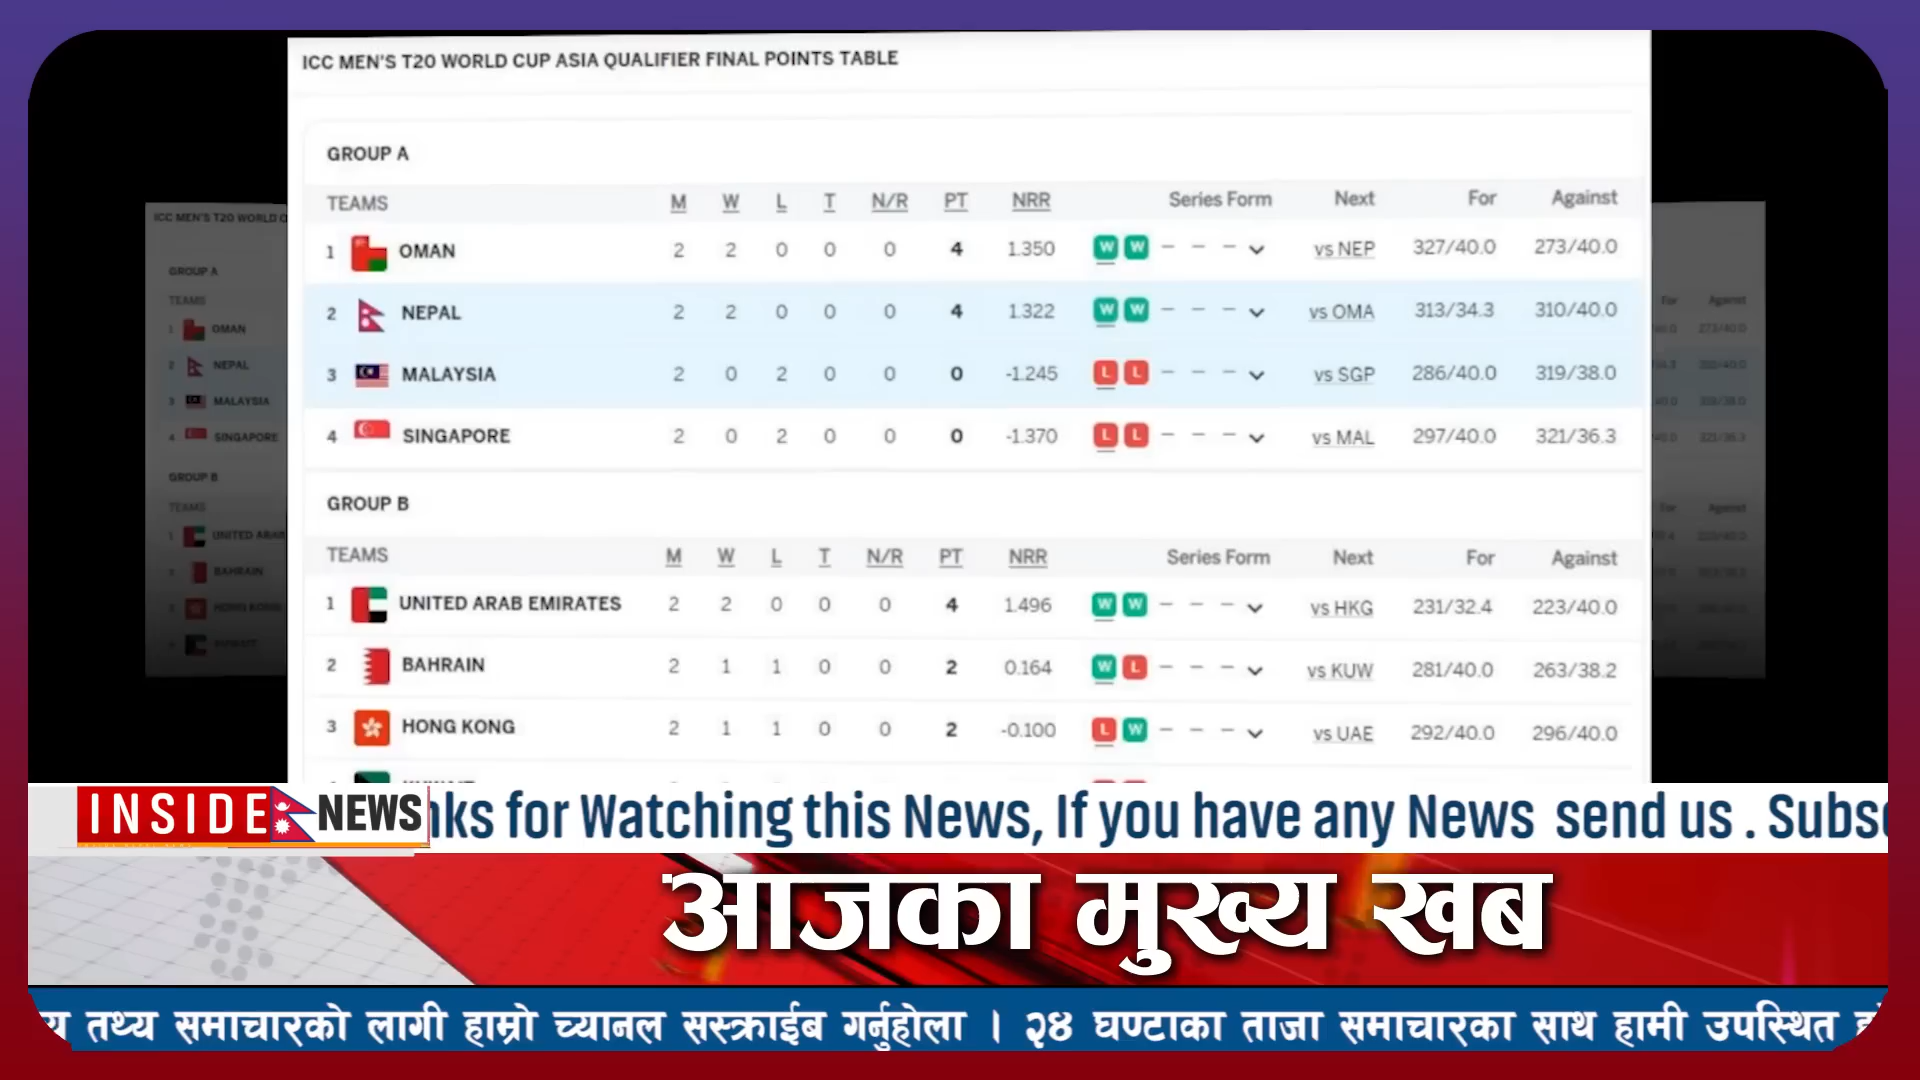 ICC MEN'S T20 WORLD CUP ASIA QUALIFIER FINAL POINTS TABLE
GROUP A
TEAMS M W L T N/R PT NRR Series Form Next For Against
1 OMAN 2 2 0 0 0 4 1.350 W W - - - vs NEP 327/40.0 273/40.0
2 NEPAL 2 2 0 0 0 4 1.322 W W - - - vs OMA 313/34.3 310/40.0
3 MALAYSIA 2 0 2 0 0 0 -1.245 L L - - - vs SGP 286/40.0 319/38.0
4 SINGAPORE 2 0 2 0 0 0 -1.370 L L - - - vs MAL 297/40.0 321/36.3
GROUP B
TEAMS M W L T N/R PT NRR Series Form Next For Against
1 UNITED ARAB EMIRATES 2 2 0 0 0 4 1.496 W W - - - vs HKG 231/32.4 223/40.0
2 BAHRAIN 2 1 1 0 0 2 0.164 W L - - - vs KUW 281/40.0 263/38.2
3 HONG KONG 2 1 1 0 0 2 -0.100 L W - - - vs UAE 292/40.0 296/40.0
INSIDE NEWS
nks for Watching this News, If you have any News send us . Subs
आजका मुख्य खब
य तथ्य समाचारको लागी हाम्रो च्यानल सस्क्राईब गर्नुहोला । २४ घण्टाका ताजा समाचारका साथ हामी उपस्थित